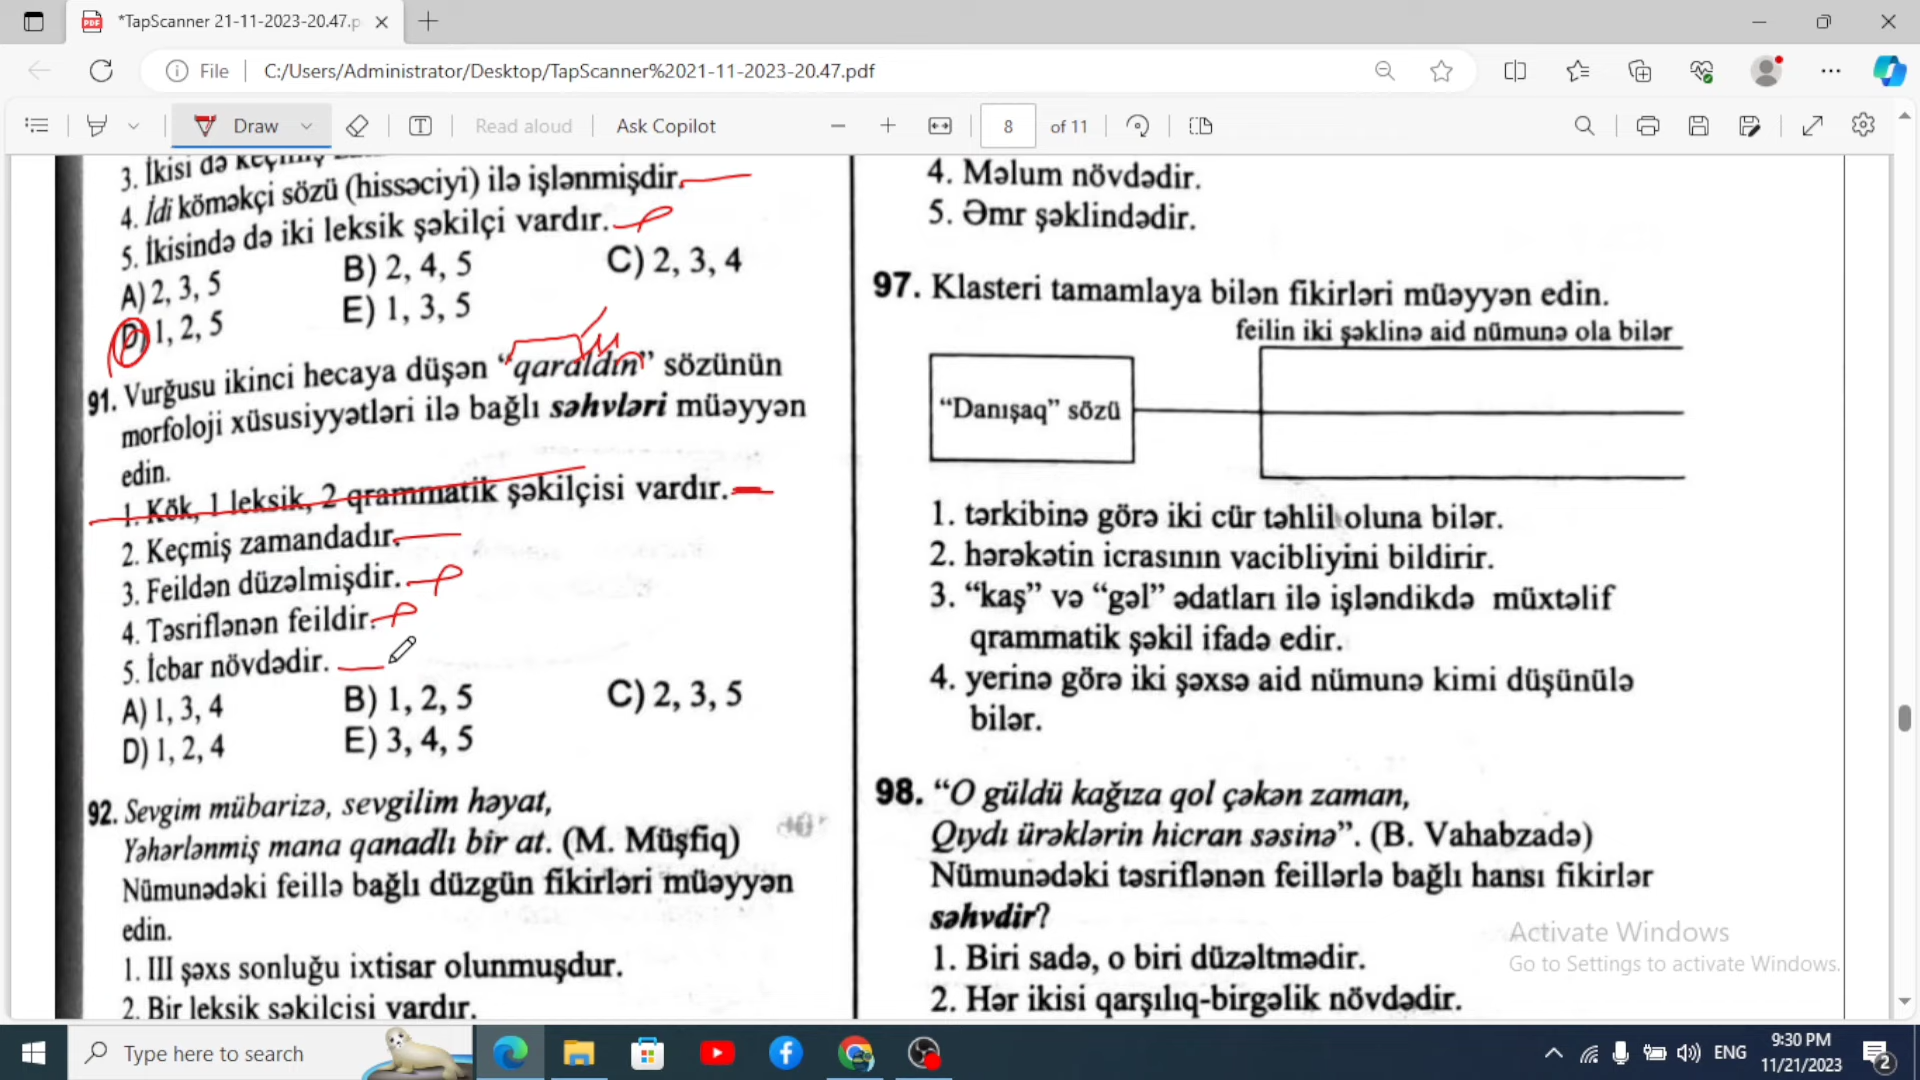 *TapScanner 21-11-2023-20.47.p
File
C:/Users/Administrator/Desktop/TapScanner%2021-11-2023-20.47.pdf
Draw
Read aloud
Ask Copilot
8 of 11
3. İkisi də keçmiş
4. İdi köməkçi sözü (hissəciyi) ilə işlənmişdir.
5. İkisində də iki leksik şəkilçi vardır.
A) 2, 3, 5 B) 2, 4, 5 C) 2, 3, 4
D) 1, 2, 5 E) 1, 3, 5
91. Vurğusu ikinci hecaya düşən “qaraldın” sözünün
morfoloji xüsusiyyətləri ilə bağlı səhvləri müəyyən
edin.
1. Kök, 1 leksik, 2 qrammatik şəkilçisi vardır.
2. Keçmiş zamandadır.
3. Feildən düzəlmişdir.
4. Təsriflənən feildir.
5. İcbar növdədir.
A) 1, 3, 4 B) 1, 2, 5 C) 2, 3, 5
D) 1, 2, 4 E) 3, 4, 5
92. Sevgim mübarizə, sevgilim həyat,
Yəhərlənmiş mana qanadlı bir at. (M. Müşfiq)
Nümunədəki feillə bağlı düzgün fikirləri müəyyən
edin.
1. III şəxs sonluğu ixtisar olunmuşdur.
2. Bir leksik şəkilçisi vardır.
4. Məlum növdədir.
5. Əmr şəklindədir.
97. Klasteri tamamlaya bilən fikirləri müəyyən edin.
feilin iki şəklinə aid nümunə ola bilər
“Danışaq” sözü
1. tərkibinə görə iki cür təhlil oluna bilər.
2. hərəkətin icrasının vacibliyini bildirir.
3. “kaş” və “gəl” ədatları ilə işləndikdə müxtəlif
qrammatik şəkil ifadə edir.
4. yerinə görə iki şəxsə aid nümunə kimi düşünülə
bilər.
98. “O güldü kağıza qol çəkən zaman,
Qıydı ürəklərin hicran səsinə”. (B. Vahabzadə)
Nümunədəki təsriflənən feillərlə bağlı hansı fikirlər
səhvdir?
1. Biri sadə, o biri düzəltmədir.
2. Hər ikisi qarşılıq-birgəlik növdədir.
Activate Windows
Go to Settings to activate Windows.
Type here to search
ENG
9:30 PM
11/21/2023
2